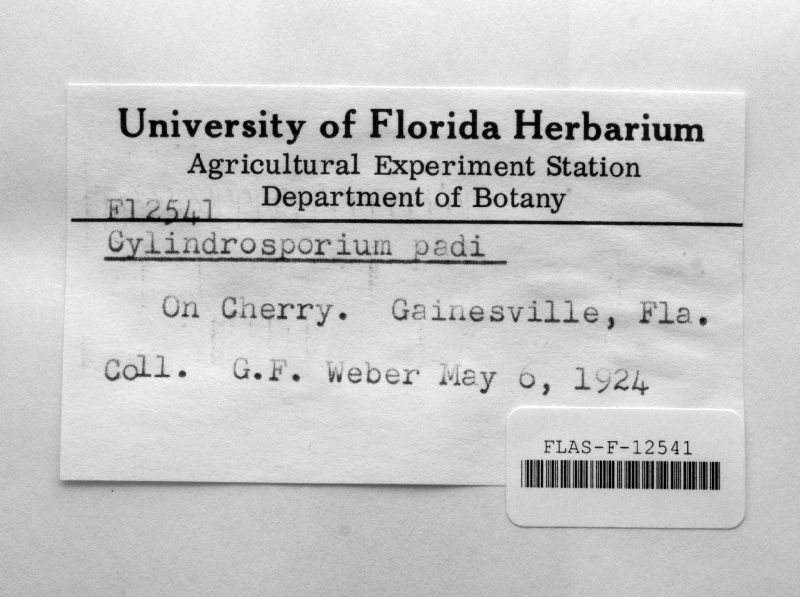 University of Florida Herbarium
Agricultural Experiment Station
Department of Botany
F12541
Cylindrosporium padi
On Cherry. Gainesville, Fla.
Coll. G.F. Weber May 6, 1924
FLAS-F-12541